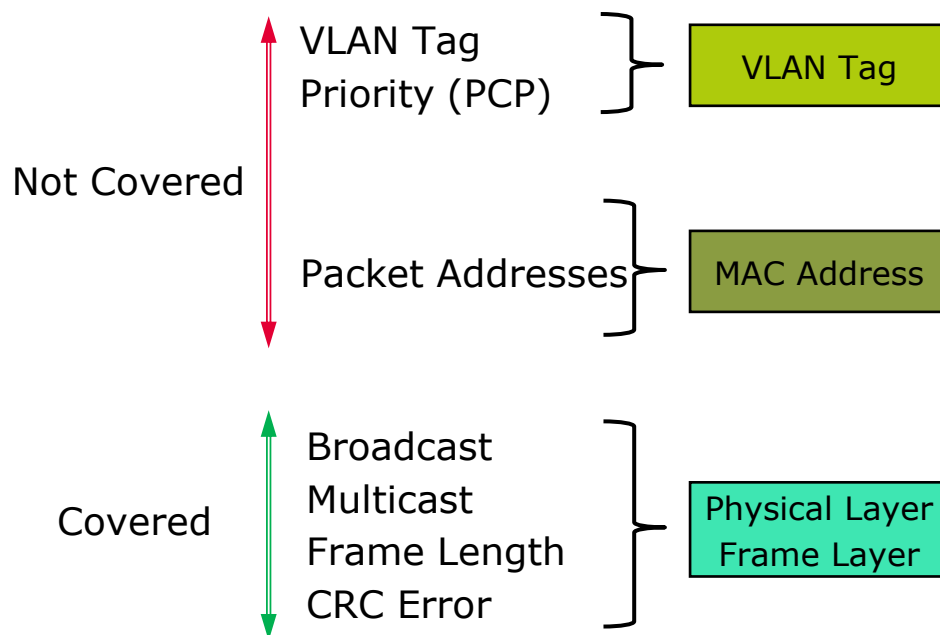 VLAN Tag
Priority (PCP)
VLAN Tag
Not Covered
Packet Addresses
MAC Address
Covered
Broadcast
Multicast
Frame Length
CRC Error
Physical Layer
Frame Layer